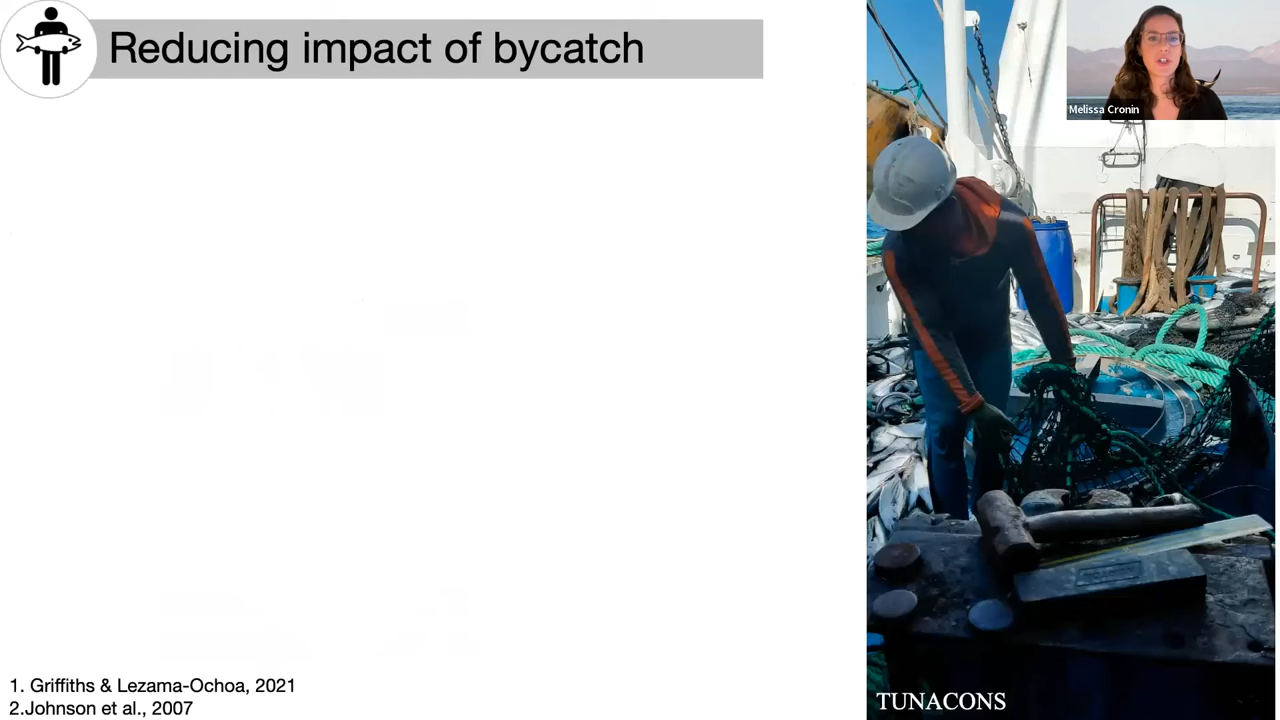 Reducing impact of bycatch
Melissa Cronin
1. Griffiths & Lezama-Ochoa, 2021
2.Johnson et al., 2007
TUNACONS